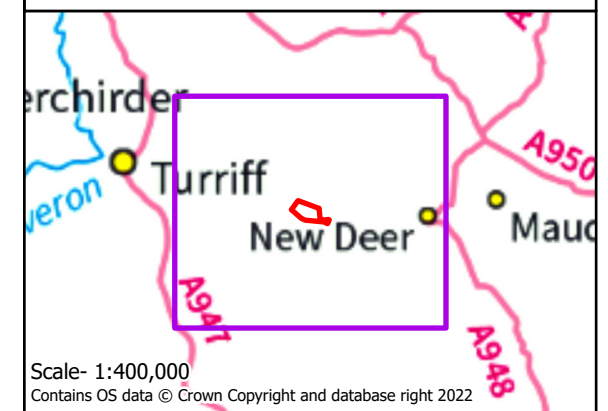 erchirder
A950
Turriff
veron
New Deer
Maud
A947
A948
Scale- 1:400,000
Contains OS data © Crown Copyright and database right 2022